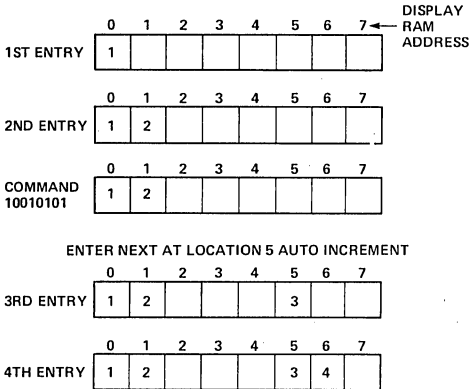 DISPLAY
0 1 2 3 4 5 6 7 ← RAM
ADDRESS
1ST ENTRY 1
0 1 2 3 4 5 6 7
2ND ENTRY 1 2
0 1 2 3 4 5 6 7
COMMAND 1 2
10010101
ENTER NEXT AT LOCATION 5 AUTO INCREMENT
0 1 2 3 4 5 6 7
3RD ENTRY 1 2 3
0 1 2 3 4 5 6 7
4TH ENTRY 1 2 3 4